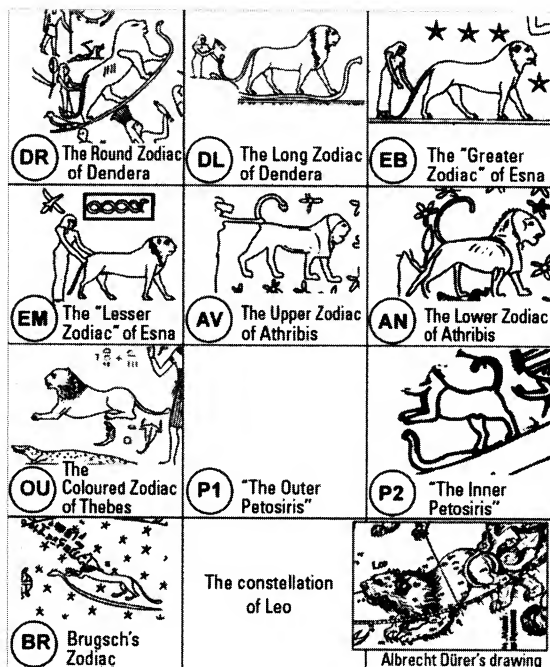 DR The Round Zodiac
of Dendera
DL The Long Zodiac
of Dendera
EB The "Greater
Zodiac" of Esna
EM The "Lesser
Zodiac" of Esna
AV The Upper Zodiac
of Athribis
AN The Lower Zodiac
of Athribis
OU The
Coloured Zodiac
of Thebes
P1 "The Outer
Petosiris"
P2 "The Inner
Petosiris"
BR Brugsch's
Zodiac
The constellation
of Leo
Leo
Albrecht Dürer's drawing